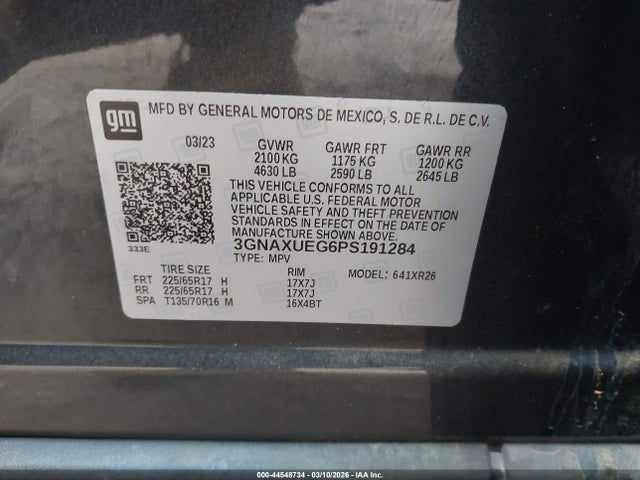 gm
MFD BY GENERAL MOTORS DE MEXICO, S. DE R.L. DE C.V.
03/23 GVWR GAWR FRT GAWR RR
2100 KG 1175 KG 1200 KG
4630 LB 2590 LB 2645 LB
THIS VEHICLE CONFORMS TO ALL
APPLICABLE U.S. FEDERAL MOTOR
VEHICLE SAFETY AND THEFT PREVENTION
STANDARDS IN EFFECT ON THE DATE OF
MANUFACTURE SHOWN ABOVE.
333E 3GNAXUEG6PS191284
TYPE: MPV
TIRE SIZE RIM MODEL: 641XR26
FRT 225/65R17 H 17X7J
RR 225/65R17 H 17X7J
SPA T135/70R16 M 16X4BT
000-44548734 - 03/10/2026 - IAA Inc.